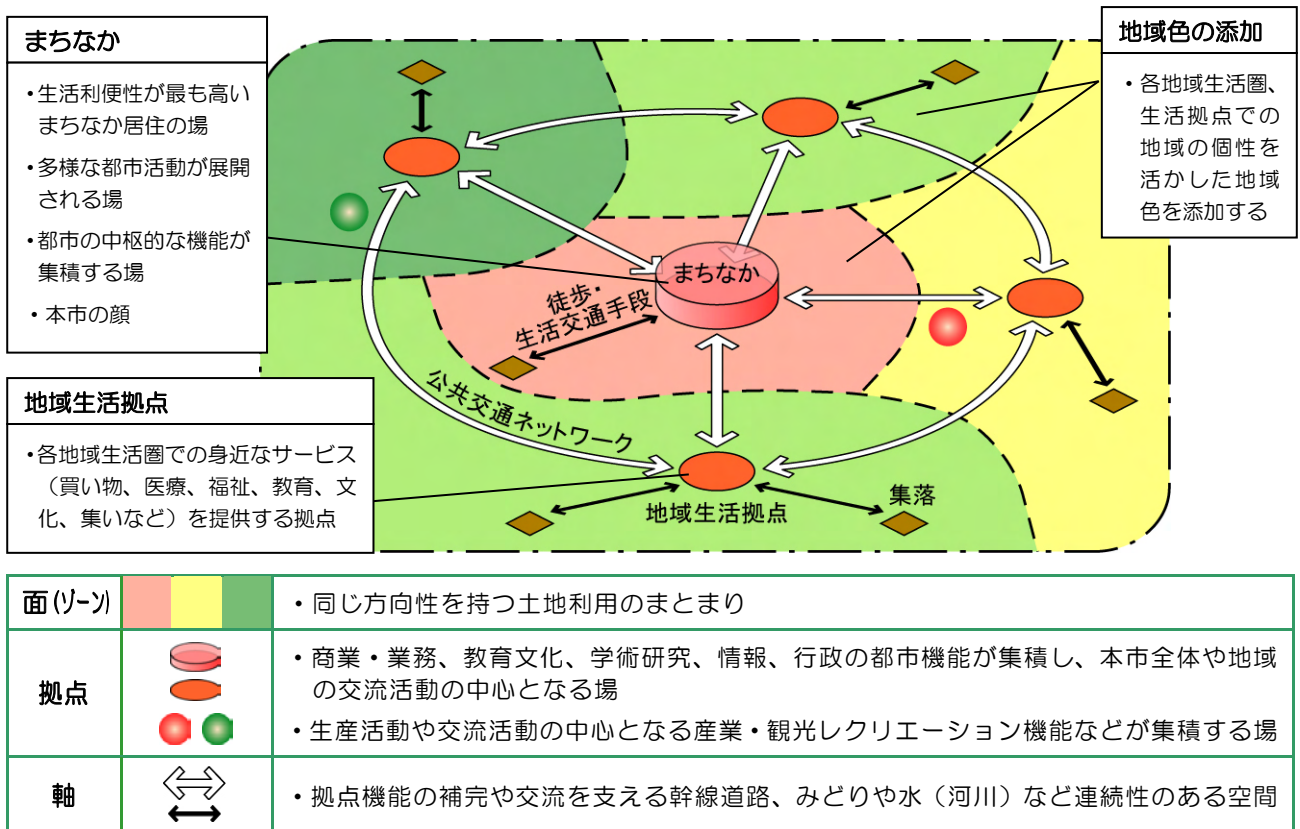 まちなか
・生活利便性が最も高い
まちなか居住の場
・多様な都市活動が展開
される場
・都市の中枢的な機能が
集積する場
・本市の顔
地域色の添加
・各地域生活圏、
生活拠点での
地域の個性を
活かした地域
色を添加する
まちなか
徒歩・
生活交通手段
公共交通ネットワーク
地域生活拠点
集落
地域生活拠点
・各地域生活圏での身近なサービス
（買い物、医療、福祉、教育、文
化、集いなど）を提供する拠点
面(ゾーン)
・同じ方向性を持つ土地利用のまとまり
拠点
・商業・業務、教育文化、学術研究、情報、行政の都市機能が集積し、本市全体や地域
の交流活動の中心となる場
・生産活動や交流活動の中心となる産業・観光レクリエーション機能などが集積する場
軸
・拠点機能の補完や交流を支える幹線道路、みどりや水（河川）など連続性のある空間